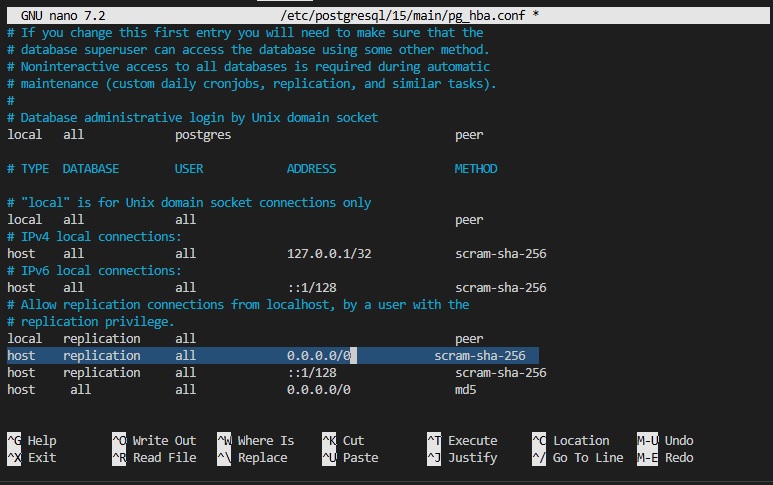 GNU nano 7.2 /etc/postgresql/15/main/pg_hba.conf *
# If you change this first entry you will need to make sure that the
# database superuser can access the database using some other method.
# Noninteractive access to all databases is required during automatic
# maintenance (custom daily cronjobs, replication, and similar tasks).
#
# Database administrative login by Unix domain socket
local   all             postgres                                peer
# TYPE  DATABASE        USER            ADDRESS                 METHOD
# "local" is for Unix domain socket connections only
local   all             all                                     peer
# IPv4 local connections:
host    all             all             127.0.0.1/32            scram-sha-256
# IPv6 local connections:
host    all             all             ::1/128                 scram-sha-256
# Allow replication connections from localhost, by a user with the
# replication privilege.
local   replication     all                                     peer
host    replication     all             0.0.0.0/0            scram-sha-256
host    replication     all             ::1/128                 scram-sha-256
host     all            all             0.0.0.0/0               md5
^G Help ^O Write Out ^W Where Is ^K Cut ^T Execute ^C Location M-U Undo
^X Exit ^R Read File ^\ Replace ^U Paste ^J Justify ^/ Go To Line M-E Redo